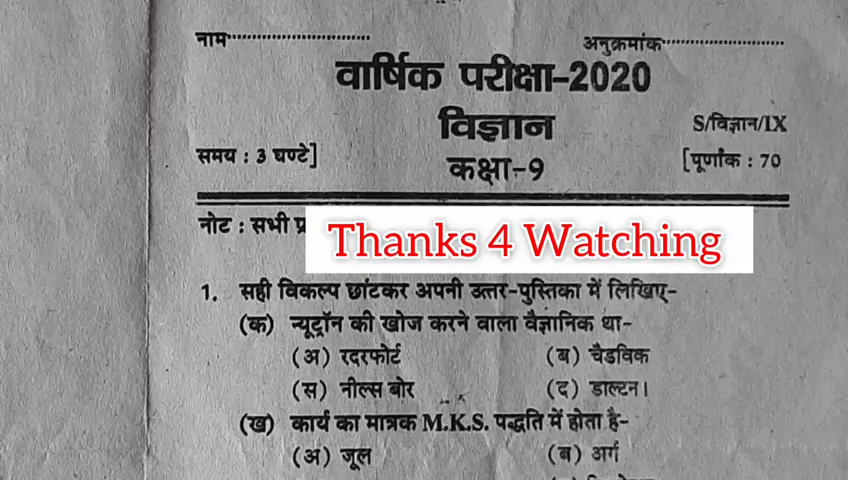 नाम.............................. अनुक्रमांक..........................
वार्षिक परीक्षा-2020
विज्ञान
S/विज्ञान/IX
समय : 3 घण्टे]
कक्षा-9
[पूर्णांक : 70
नोट : सभी
Thanks 4 Watching
1. सही विकल्प छांटकर अपनी उत्तर-पुस्तिका में लिखिए-
(क) न्यूट्रॉन की खोज करने वाला वैज्ञानिक था-
(अ) रदरफोर्ट (ब) चैडविक
(स) नील्स बोर (द) डाल्टन।
(ख) कार्य का मात्रक M.K.S. पद्धति में होता है-
(अ) जूल (ब) अर्ग